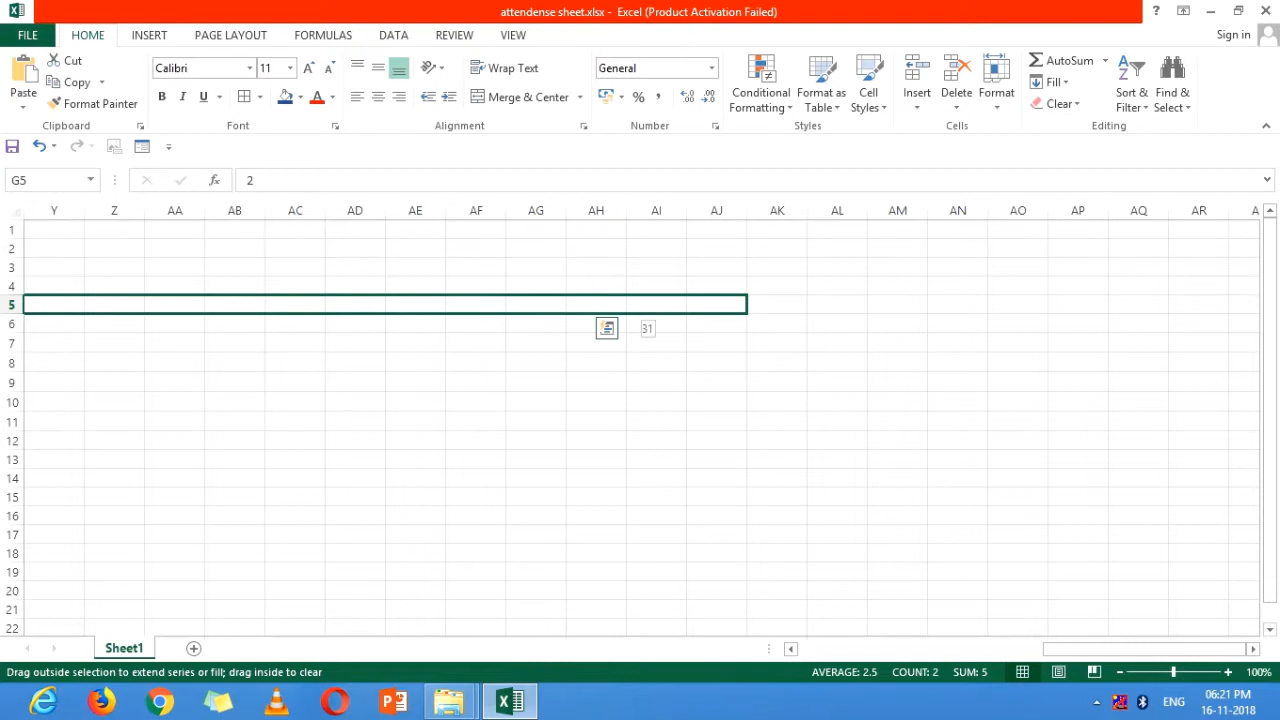 attendense sheet.xlsx - Excel (Product Activation Failed)
?
FILE HOME INSERT PAGE LAYOUT FORMULAS DATA REVIEW VIEW Sign in
Paste
Cut
Copy
Format Painter
Clipboard
Calibri 11
B I U A
Font
Wrap Text
Merge & Center
Alignment
General
% ,
Number
Conditional
Formatting
Format as
Table
Cell
Styles
Styles
Insert
Delete
Format
Cells
AutoSum
Fill
Clear
Sort &
Filter
Find &
Select
Editing
G5 fx 2
Y Z AA AB AC AD AE AF AG AH AI AJ AK AL AM AN AO AP AQ AR A
1
2
3
4
5
6 31
7
8
9
10
11
12
13
14
15
16
17
18
19
20
21
22
Sheet1
Drag outside selection to extend series or fill; drag inside to clear AVERAGE: 2.5 COUNT: 2 SUM: 5 100%
ENG 06:21 PM
16-11-2018